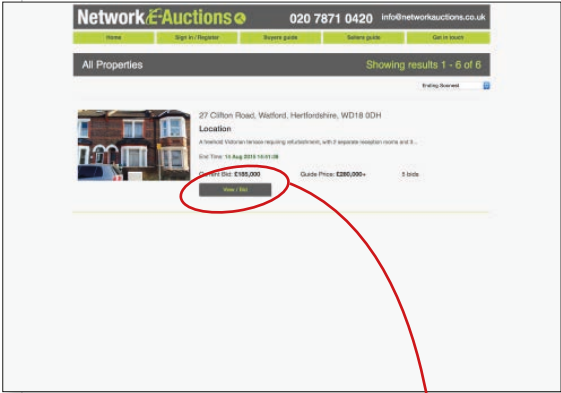 Network E-Auctions
020 7871 0420 info@networkauctions.co.uk
Home Sign In / Register Buyers guide Sellers guide Get in touch
All Properties Showing results 1 - 6 of 6
Ending Soonest
27 Clifton Road, Watford, Hertfordshire, WD18 0DH
Location
A freehold Victorian terrace requiring refurbishment, with 2 separate reception rooms and 3...
End Time: 13 Aug 2015 14:01:00
Current Bid: £185,000 Guide Price: £280,000+ 5 bids
View / Bid